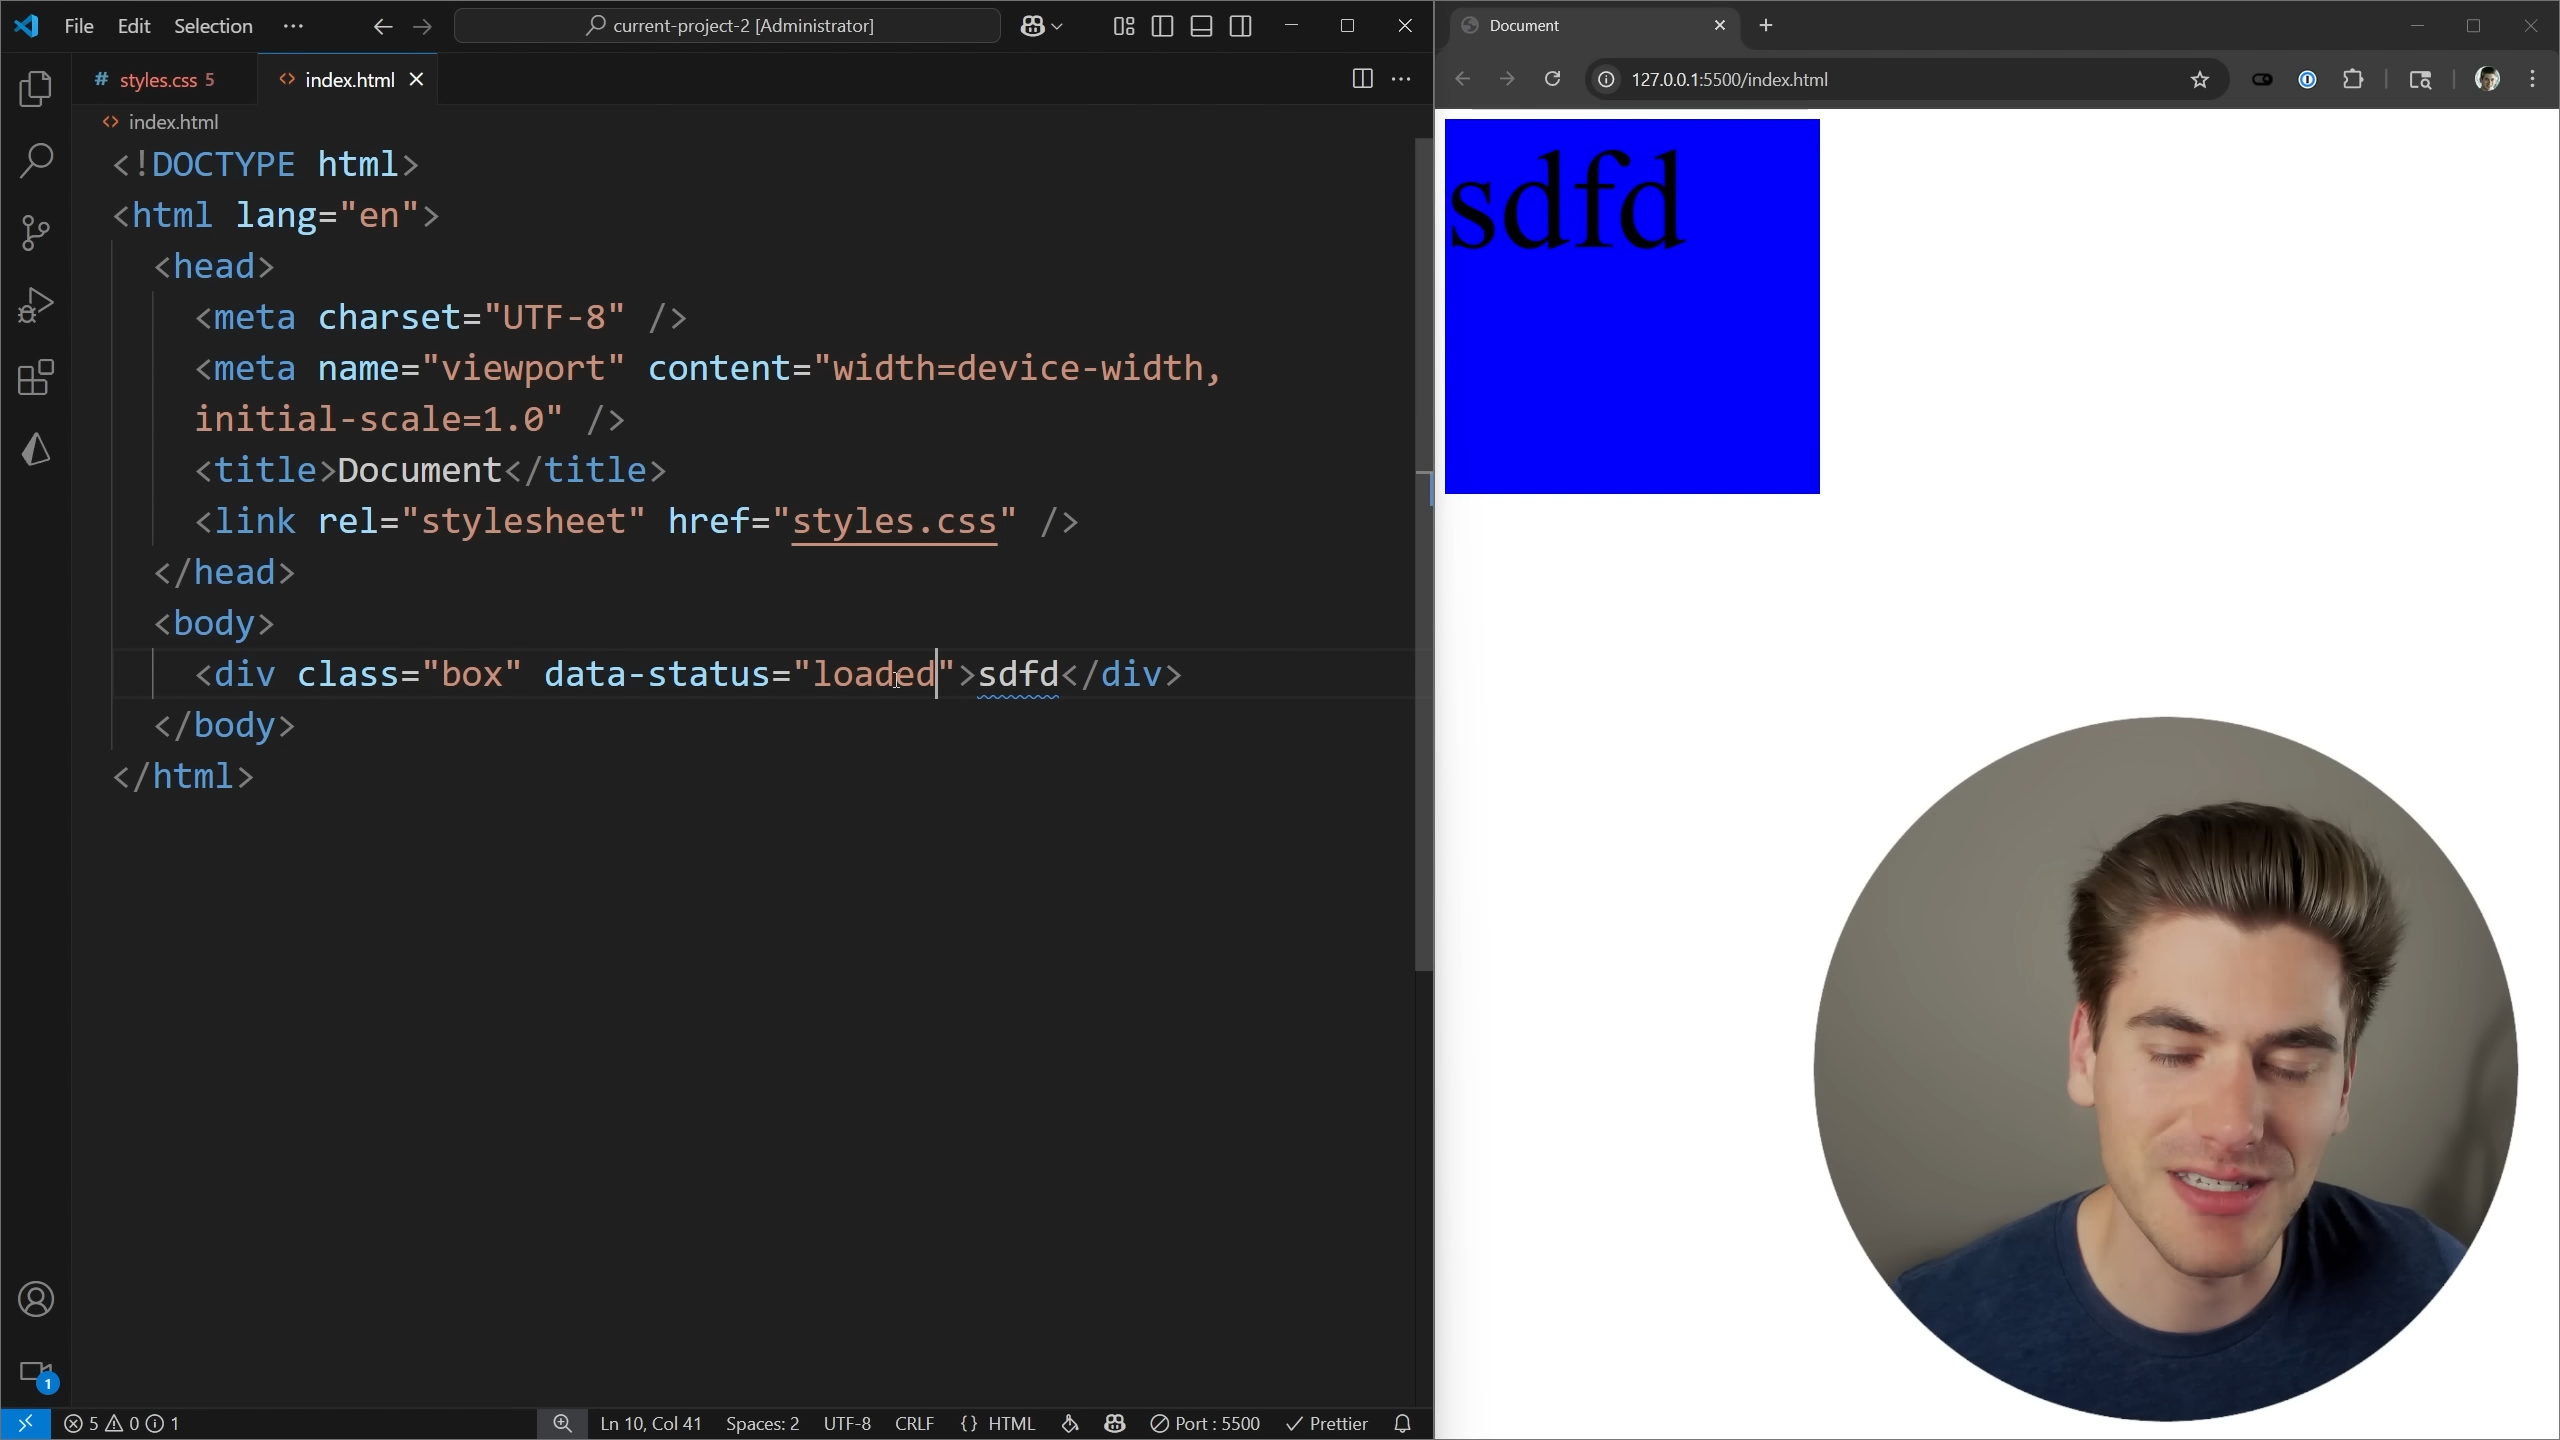 File Edit Selection ··· current-project-2 [Administrator]
# styles.css 5 <> index.html
<> index.html
<!DOCTYPE html>
<html lang="en">
<head>
<meta charset="UTF-8" />
<meta name="viewport" content="width=device-width,
initial-scale=1.0" />
<title>Document</title>
<link rel="stylesheet" href="styles.css" />
</head>
<body>
<div class="box" data-status="loaded">sdfd</div>
</body>
</html>
1
5 0 1 Ln 10, Col 41 Spaces: 2 UTF-8 CRLF {} HTML Port : 5500 Prettier
Document
127.0.0.1:5500/index.html
sdfd